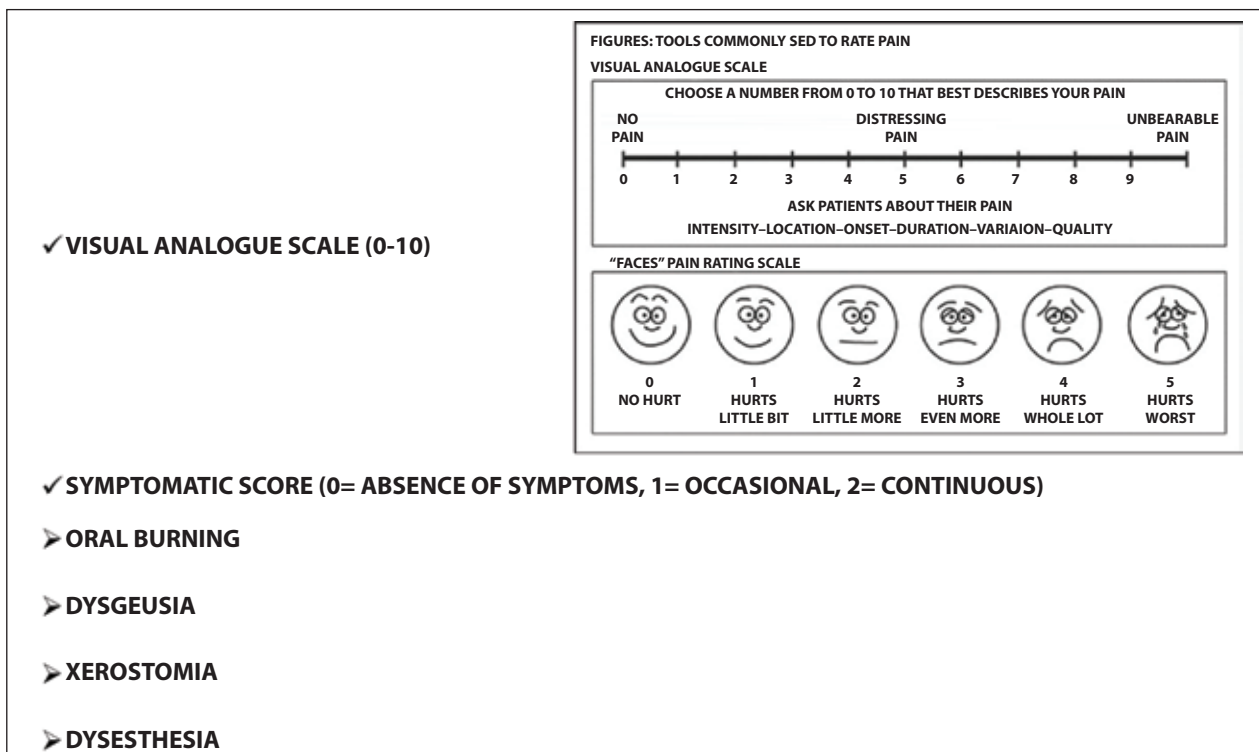 FIGURES: TOOLS COMMONLY SED TO RATE PAIN
VISUAL ANALOGUE SCALE
CHOOSE A NUMBER FROM 0 TO 10 THAT BEST DESCRIBES YOUR PAIN
NO PAIN
DISTRESSING PAIN
UNBEARABLE PAIN
0 1 2 3 4 5 6 7 8 9
ASK PATIENTS ABOUT THEIR PAIN
INTENSITY–LOCATION–ONSET–DURATION–VARIAION–QUALITY
✓ VISUAL ANALOGUE SCALE (0-10)
“FACES” PAIN RATING SCALE
0 1 2 3 4 5
NO HURT HURTS HURTS HURTS HURTS HURTS
LITTLE BIT LITTLE MORE EVEN MORE WHOLE LOT WORST
✓ SYMPTOMATIC SCORE (0= ABSENCE OF SYMPTOMS, 1= OCCASIONAL, 2= CONTINUOUS)
➢ ORAL BURNING
➢ DYSGEUSIA
➢ XEROSTOMIA
➢ DYSESTHESIA